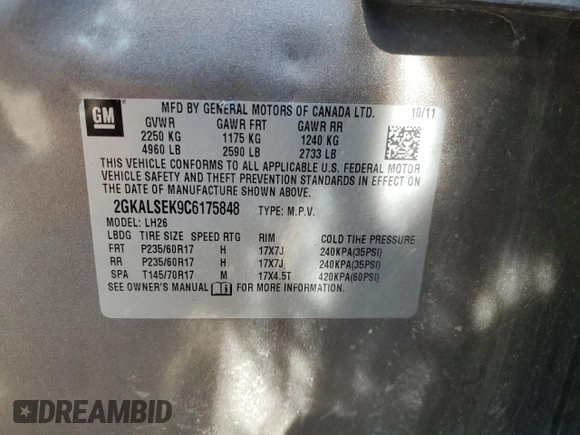 GM
MFD BY GENERAL MOTORS OF CANADA LTD. 10/11
GVWR GAWR FRT GAWR RR
2250 KG 1175 KG 1240 KG
4960 LB 2590 LB 2733 LB
THIS VEHICLE CONFORMS TO ALL APPLICABLE U.S. FEDERAL MOTOR
VEHICLE SAFETY AND THEFT PREVENTION STANDARDS IN EFFECT ON
THE DATE OF MANUFACTURE SHOWN ABOVE.
2GKALSEK9C6175848 TYPE: M.P.V.
MODEL: LH26
LBDG TIRE SIZE SPEED RTG RIM COLD TIRE PRESSURE
FRT P235/60R17 H 17X7J 240KPA(35PSI)
RR P235/60R17 H 17X7J 240KPA(35PSI)
SPA T145/70R17 M 17X4.5T 420KPA(60PSI)
SEE OWNER'S MANUAL FOR MORE INFORMATION.
DREAMBID